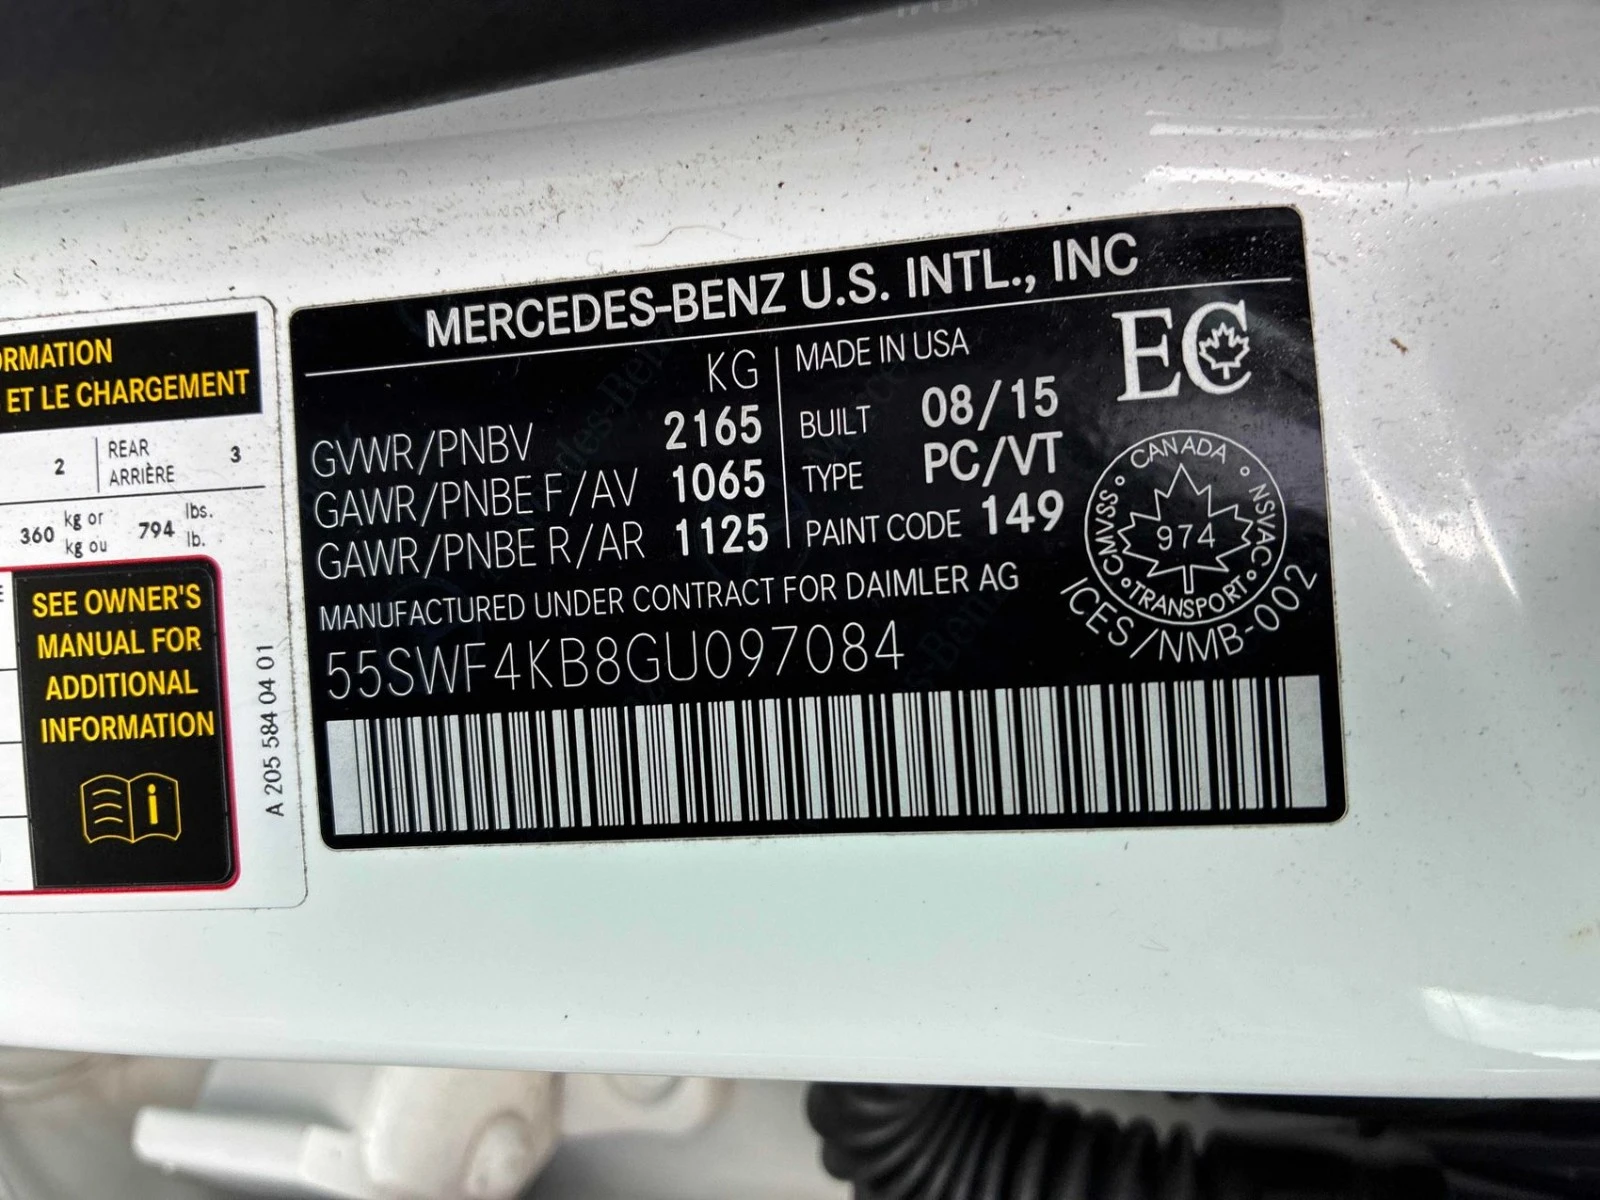 ORMATION
ET LE CHARGEMENT
2 REAR ARRIÈRE 3
360 kg or kg ou 794 lbs. lb.
SEE OWNER'S
MANUAL FOR
ADDITIONAL
INFORMATION
i
A 205 584 04 01
MERCEDES-BENZ U.S. INTL., INC
KG
GVWR/PNBV 2165
GAWR/PNBE F/AV 1065
GAWR/PNBE R/AR 1125
MADE IN USA
BUILT 08/15
TYPE PC/VT
PAINT CODE 149
EC
CANADA
CMVSS • NSVAC
974
TRANSPORT
ICES/NMB-002
MANUFACTURED UNDER CONTRACT FOR DAIMLER AG
55SWF4KB8GU097084